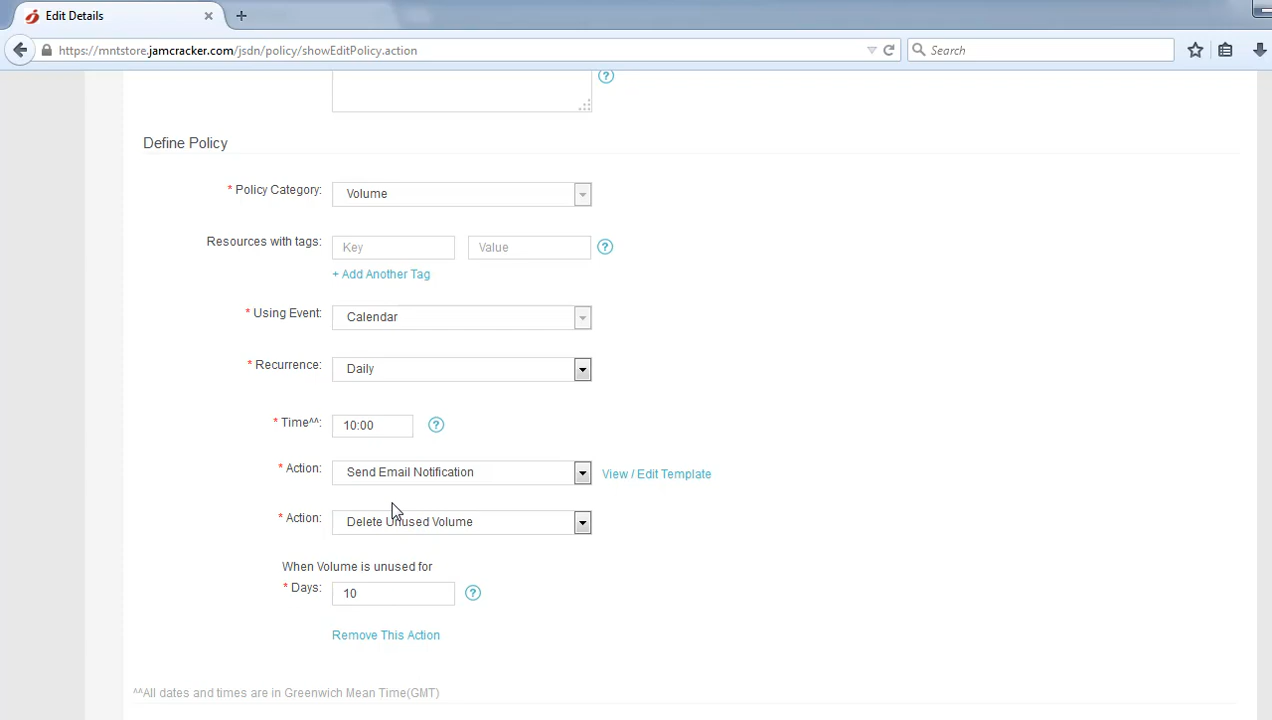 Edit Details
https://mntstore.jamcracker.com/jsdn/policy/showEditPolicy.action
Search
Define Policy
* Policy Category: Volume
Resources with tags: Key Value
+ Add Another Tag
* Using Event: Calendar
* Recurrence: Daily
* Time^^: 10:00
* Action: Send Email Notification View / Edit Template
* Action: Delete Unused Volume
When Volume is unused for
* Days: 10
Remove This Action
^^All dates and times are in Greenwich Mean Time(GMT)